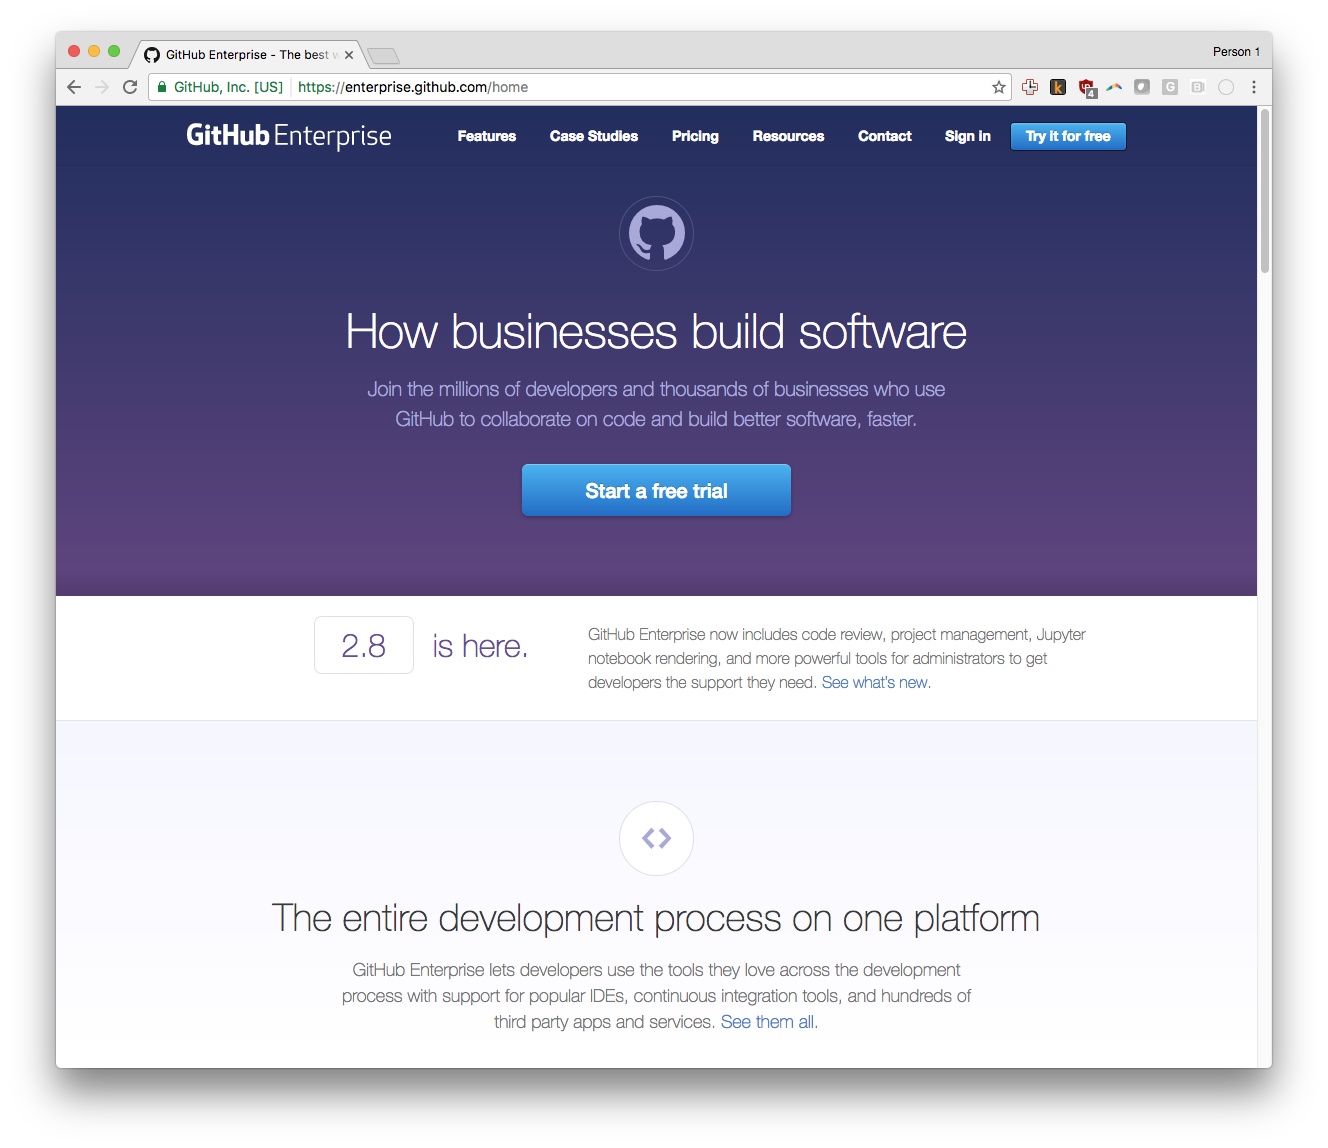 GitHub Enterprise - The best
Person 1
GitHub, Inc. [US] https://enterprise.github.com/home
k
4
G
B
GitHub Enterprise
Features Case Studies Pricing Resources Contact Sign in Try it for free
How businesses build software
Join the millions of developers and thousands of businesses who use
GitHub to collaborate on code and build better software, faster.
Start a free trial
2.8 is here.
GitHub Enterprise now includes code review, project management, Jupyter
notebook rendering, and more powerful tools for administrators to get
developers the support they need. See what's new.
The entire development process on one platform
GitHub Enterprise lets developers use the tools they love across the development
process with support for popular IDEs, continuous integration tools, and hundreds of
third party apps and services. See them all.